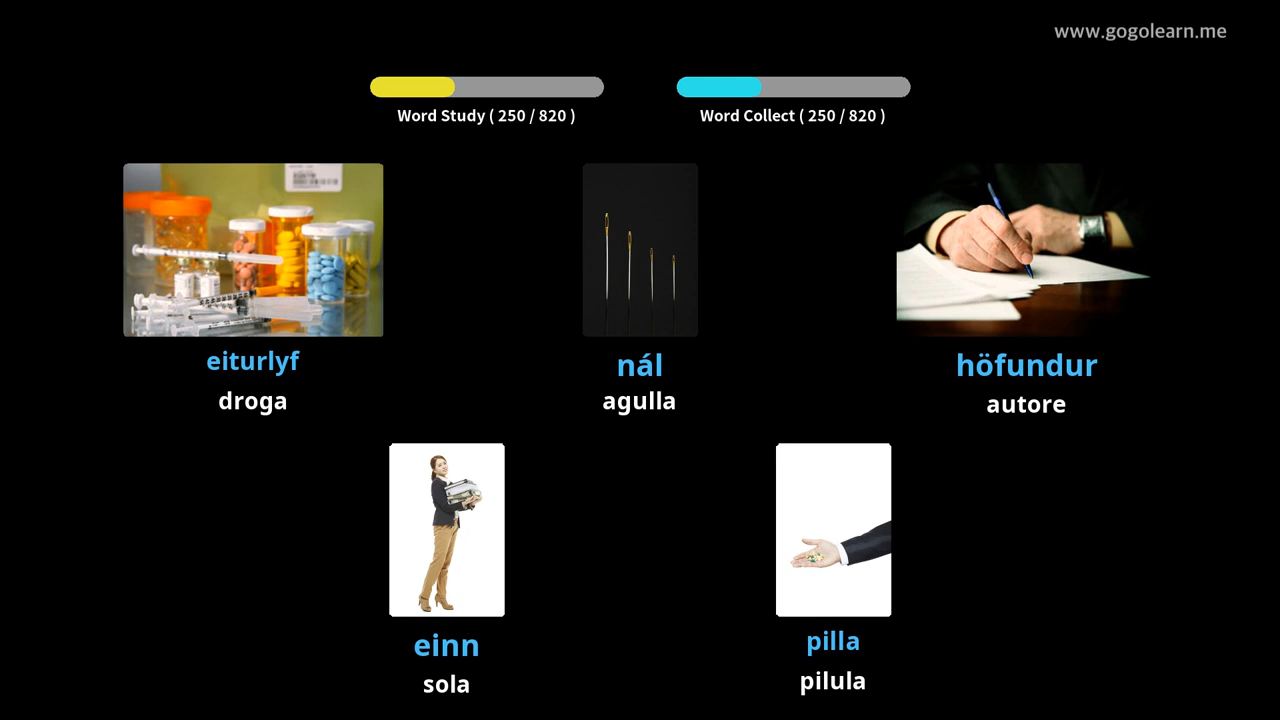 www.gogolearn.me
Word Study ( 250 / 820 )
Word Collect ( 250 / 820 )
eiturlyf
droga
nál
agulla
höfundur
autore
einn
sola
pilla
pilula